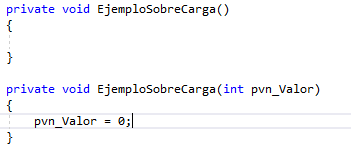 private void EjemploSobreCarga()
{
}
private void EjemploSobreCarga(int pvn_Valor)
{
pvn_Valor = 0;
}